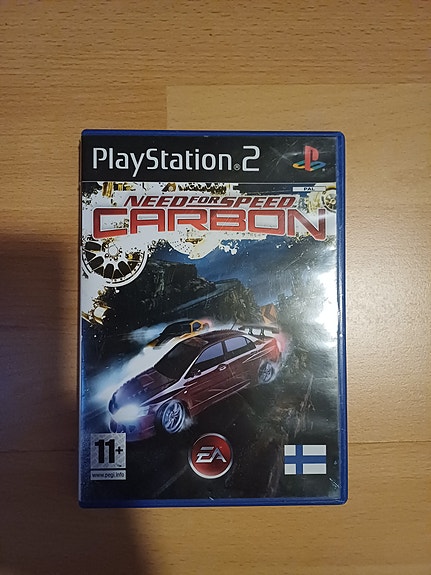 PlayStation®2
PAL
NEED FOR SPEED
CARBON
11+
www.pegi.info
EA